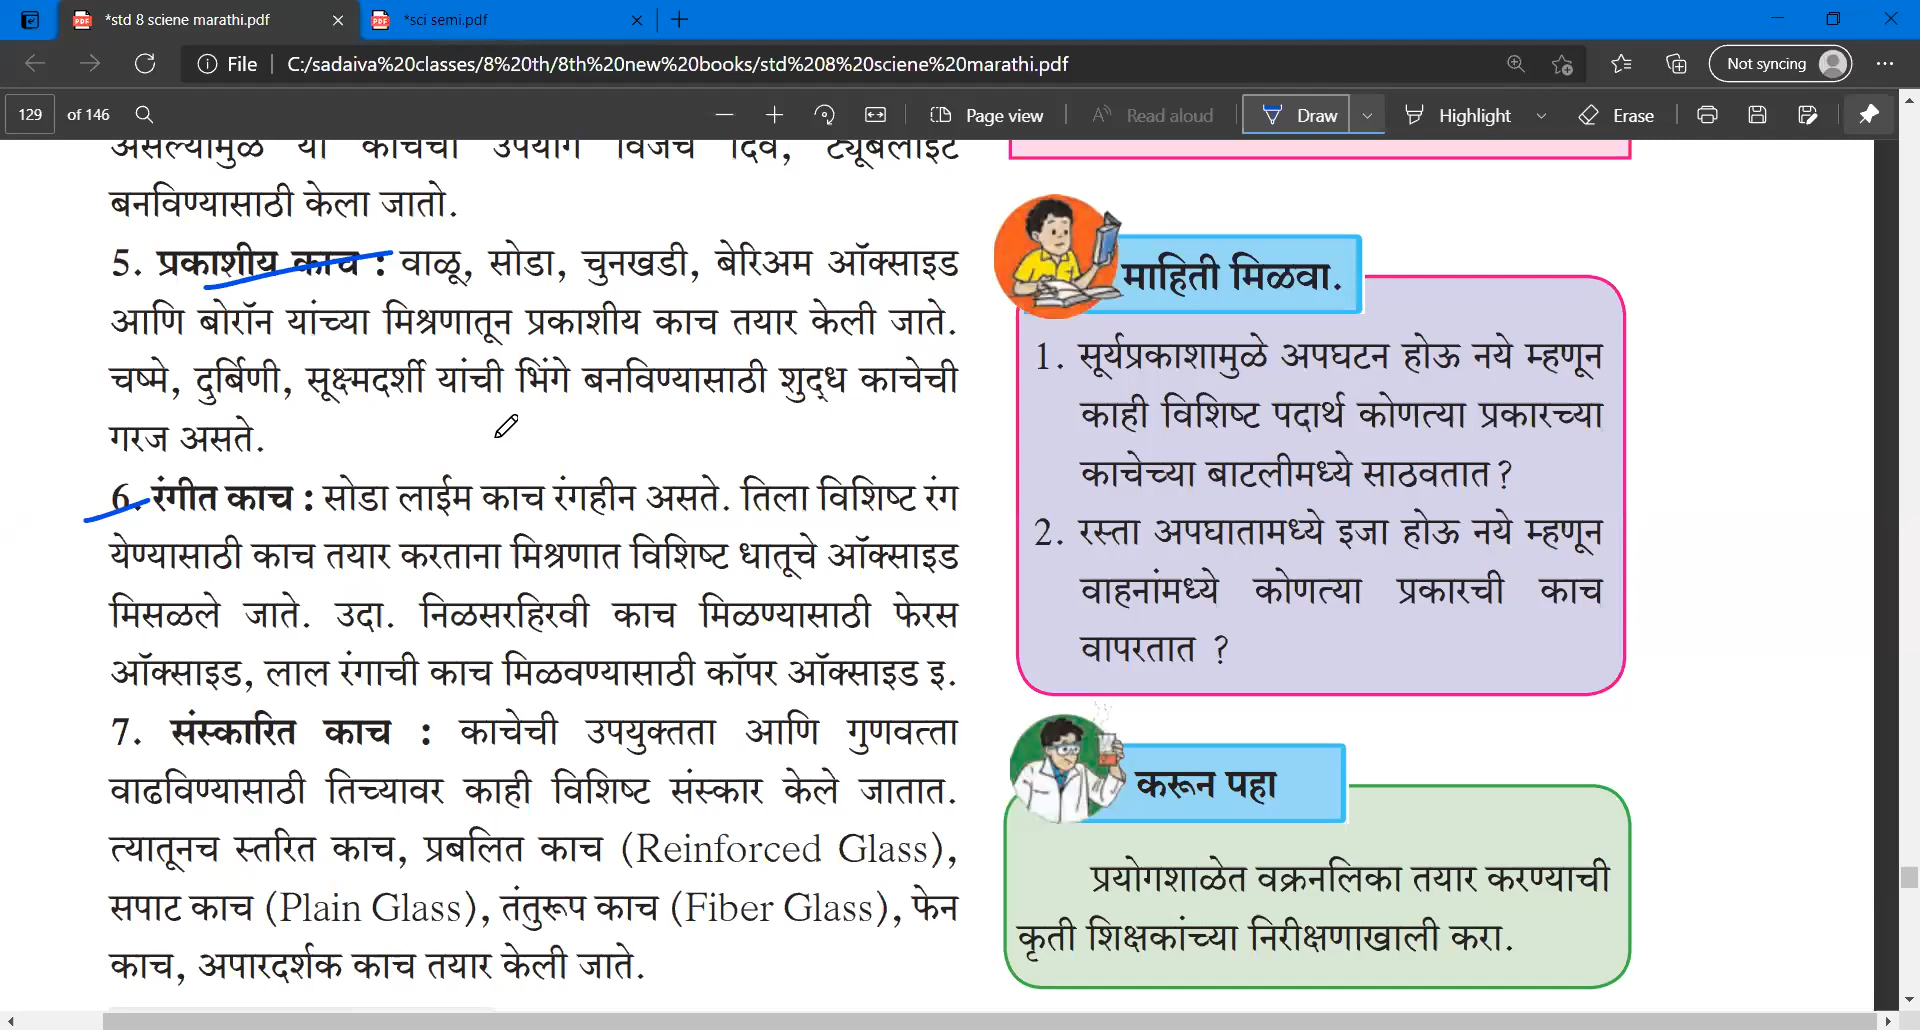 *std 8 sciene marathi.pdf
*sci semi.pdf
File
C:/sadaiva%20classes/8%20th/8th%20new%20books/std%208%20sciene%20marathi.pdf
Not syncing
129 of 146
Page view
Read aloud
Draw
Highlight
Erase
असल्यामुळे या काचेचा उपयोग विजेचे दिवे, ट्यूबलाईट
बनविण्यासाठी केला जातो.
5. प्रकाशीय काच : वाळू, सोडा, चुनखडी, बेरिअम ऑक्साइड
आणि बोरॉन यांच्या मिश्रणातून प्रकाशीय काच तयार केली जाते.
चष्मे, दुर्बिणी, सूक्ष्मदर्शी यांची भिंगे बनविण्यासाठी शुद्ध काचेची
गरज असते.
6. रंगीत काच : सोडा लाईम काच रंगहीन असते. तिला विशिष्ट रंग
येण्यासाठी काच तयार करताना मिश्रणात विशिष्ट धातूचे ऑक्साइड
मिसळले जाते. उदा. निळसरहिरवी काच मिळण्यासाठी फेरस
ऑक्साइड, लाल रंगाची काच मिळवण्यासाठी कॉपर ऑक्साइड इ.
7. संस्कारित काच : काचेची उपयुक्तता आणि गुणवत्ता
वाढविण्यासाठी तिच्यावर काही विशिष्ट संस्कार केले जातात.
त्यातूनच स्तरित काच, प्रबलित काच (Reinforced Glass),
सपाट काच (Plain Glass), तंतुरूप काच (Fiber Glass), फेन
काच, अपारदर्शक काच तयार केली जाते.
माहिती मिळवा.
1. सूर्यप्रकाशामुळे अपघटन होऊ नये म्हणून
काही विशिष्ट पदार्थ कोणत्या प्रकारच्या
काचेच्या बाटलीमध्ये साठवतात ?
2. रस्ता अपघातामध्ये इजा होऊ नये म्हणून
वाहनांमध्ये कोणत्या प्रकारची काच
वापरतात ?
करून पहा
प्रयोगशाळेत वक्रनलिका तयार करण्याची
कृती शिक्षकांच्या निरीक्षणाखाली करा.